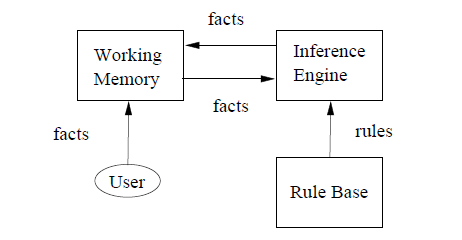 facts
Working
Memory
Inference
Engine
facts
facts
rules
User
Rule Base